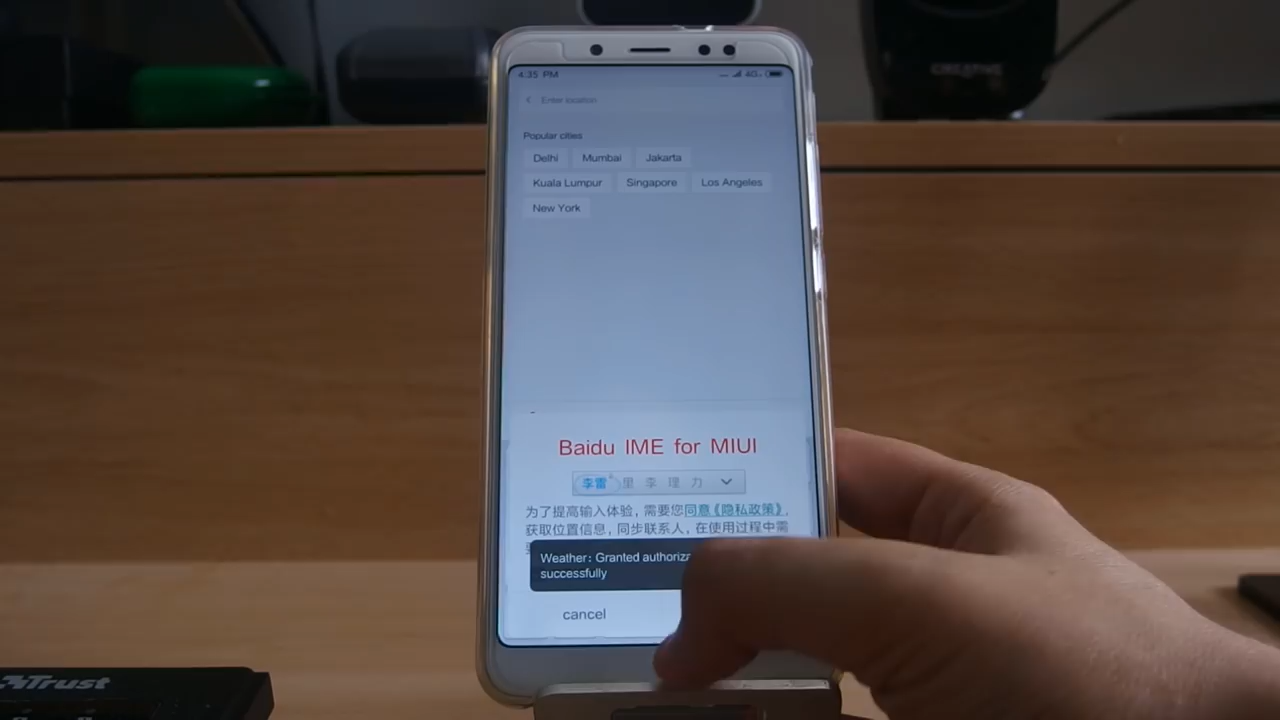 CREATIVE
4:35 PM
4G
Enter location
Popular cities
Delhi Mumbai Jakarta
Kuala Lumpur Singapore Los Angeles
New York
Baidu IME for MIUI
李雷 里 李 理 力
为了提高输入体验，需要您同意《隐私政策》，
获取位置信息，同步联系人，在使用过程中需
Weather: Granted
successfully
cancel
Trust